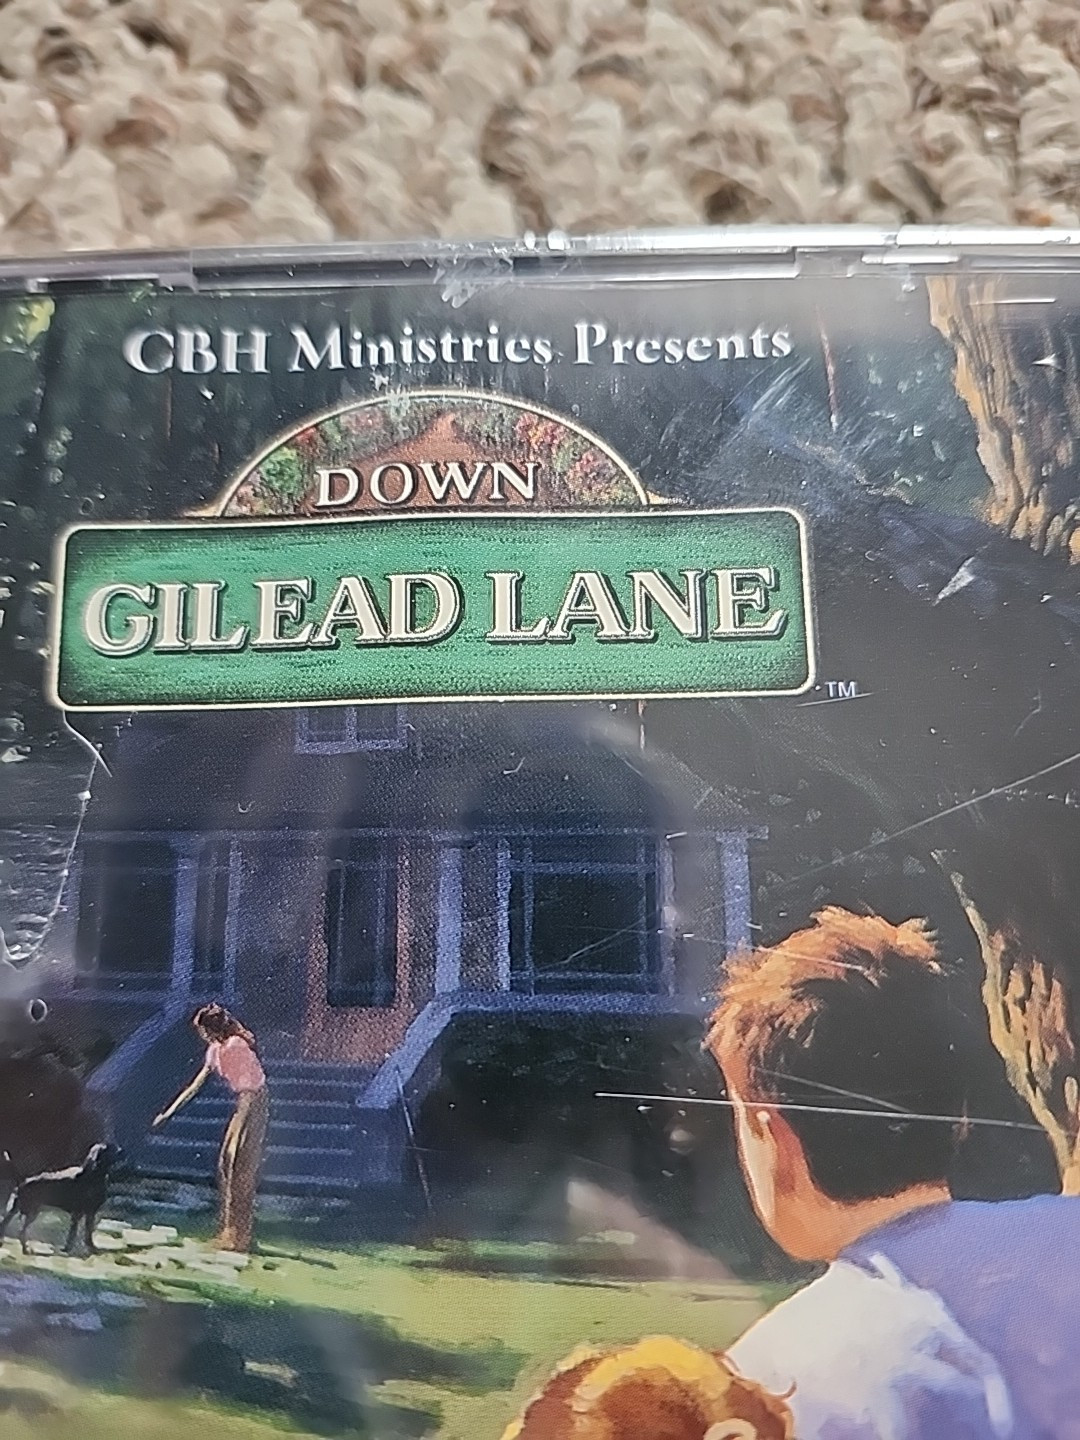 CBH Ministries Presents
DOWN
GILEAD LANE
TM